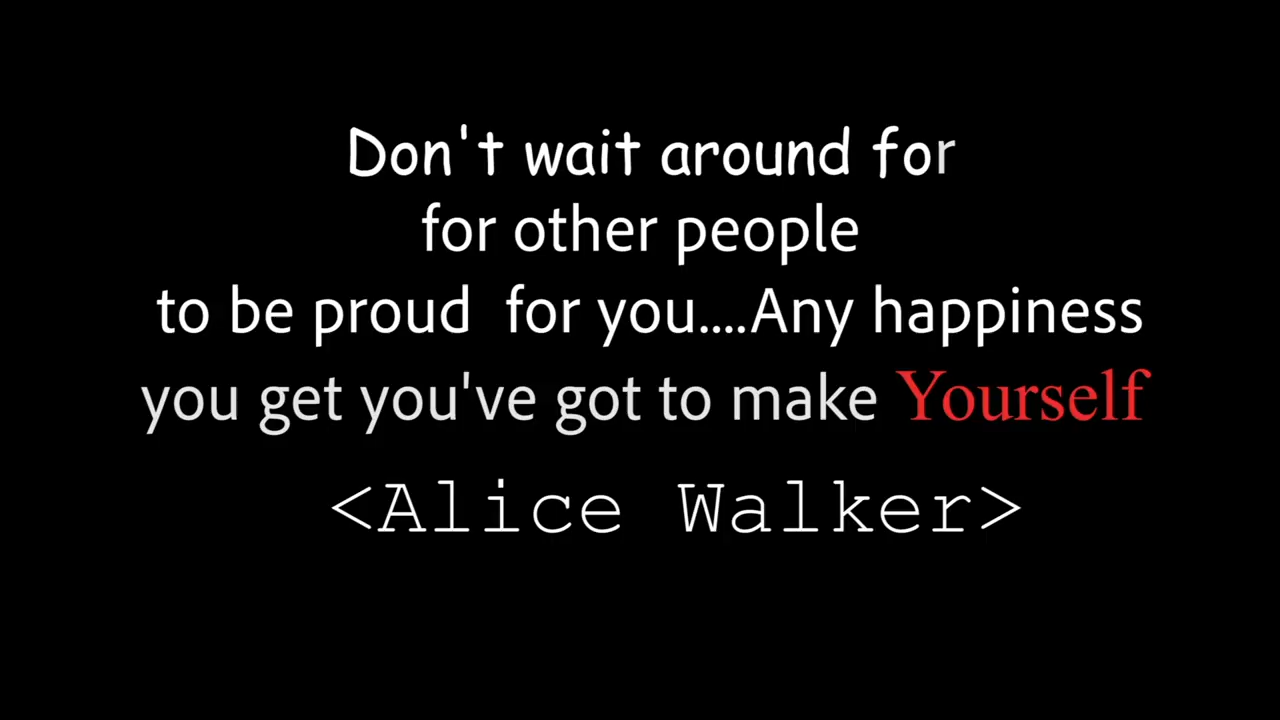 Don't wait around for
for other people
to be proud for you....Any happiness
you get you've got to make Yourself
<Alice Walker>